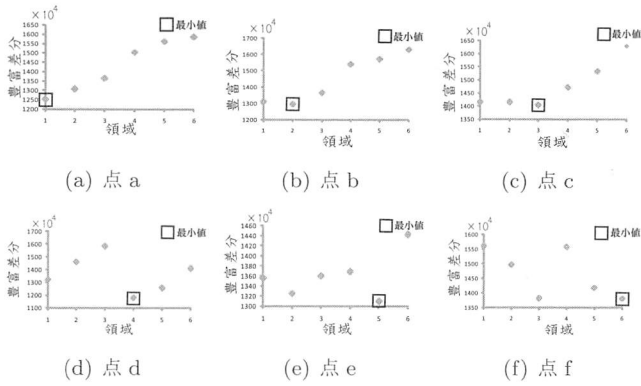 ×10⁴
最小値
豊富差分
1650
1600
1550
1500
1450
1400
1350
1300
1250
1200
1 2 3 4 5 6
領域
(a) 点 a
×10⁴
最小値
豊富差分
1700
1600
1500
1400
1300
1200
1 2 3 4 5 6
領域
(b) 点 b
×10⁴
最小値
豊富差分
1650
1600
1550
1500
1450
1400
1350
1 2 3 4 5 6
領域
(c) 点 c
×10⁴
最小値
豊富差分
1700
1600
1500
1400
1300
1200
1100
1 2 3 4 5 6
領域
(d) 点 d
×10⁴
最小値
豊富差分
1460
1440
1420
1400
1380
1360
1340
1320
1300
1 2 3 4 5 6
領域
(e) 点 e
×10⁴
最小値
豊富差分
1600
1550
1500
1450
1400
1350
1 2 3 4 5 6
領域
(f) 点 f